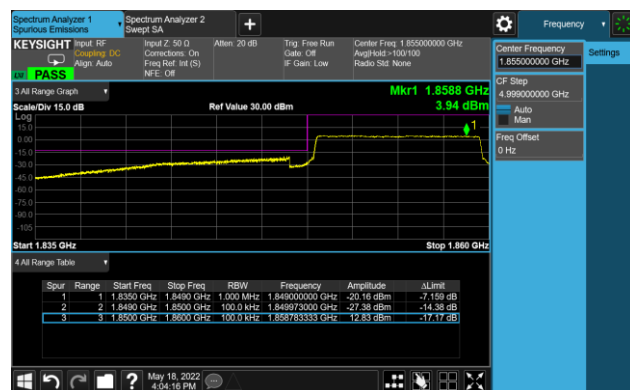 Spectrum Analyzer 1
Spurious Emissions
Spectrum Analyzer 2
Swept SA
Frequency
KEYSIGHT
Input: RF
Coupling: DC
Align: Auto
Input Z: 50 Ω
Corrections: On
Freq Ref: Int (S)
NFE: Off
Atten: 20 dB
Trig: Free Run
Gate: Off
IF Gain: Low
Center Freq: 1.855000000 GHz
Avg|Hold:>100/100
Radio Std: None
PASS
Center Frequency
1.855000000 GHz
Settings
CF Step
4.999000000 GHz
Auto
Man
Freq Offset
0 Hz
3 All Range Graph
Mkr1 1.8588 GHz
Scale/Div 15.0 dB
Ref Value 30.00 dBm
3.94 dBm
Log
15.0
0.00
-15.0
-30.0
-45.0
-60.0
-75.0
-90.0
-105
1
Start 1.835 GHz
Stop 1.860 GHz
4 All Range Table
Spur Range Start Freq Stop Freq RBW Frequency Amplitude ΔLimit
1 1 1.8350 GHz 1.8490 GHz 1.000 MHz 1.849000000 GHz -20.16 dBm -7.159 dB
2 2 1.8490 GHz 1.8500 GHz 100.0 kHz 1.849973000 GHz -27.38 dBm -14.38 dB
3 3 1.8500 GHz 1.8600 GHz 100.0 kHz 1.858783333 GHz 12.83 dBm -17.17 dB
?
May 18, 2022
4:04:16 PM